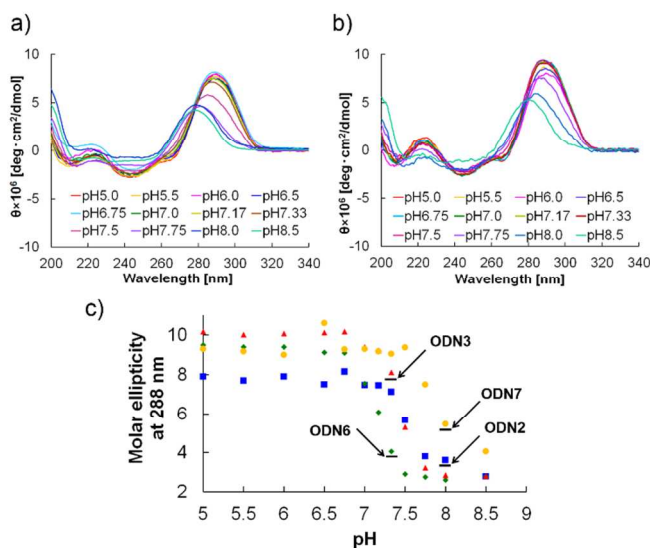 a)
b)
θ×10⁶ [deg·cm²/dmol]
10
5
0
-5
-10
pH5.0 pH5.5 pH6.0 pH6.5
pH6.75 pH7.0 pH7.17 pH7.33
pH7.5 pH7.75 pH8.0 pH8.5
200 220 240 260 280 300 320 340
Wavelength [nm]
θ×10⁶ [deg·cm²/dmol]
10
5
0
-5
-10
pH5.0 pH5.5 pH6.0 pH6.5
pH6.75 pH7.0 pH7.17 pH7.33
pH7.5 pH7.75 pH8.0 pH8.5
200 220 240 260 280 300 320 340
Wavelength [nm]
c)
Molar ellipticity
at 288 nm
10
8
6
4
2
ODN3
ODN7
ODN6
ODN2
5 5.5 6 6.5 7 7.5 8 8.5 9
pH